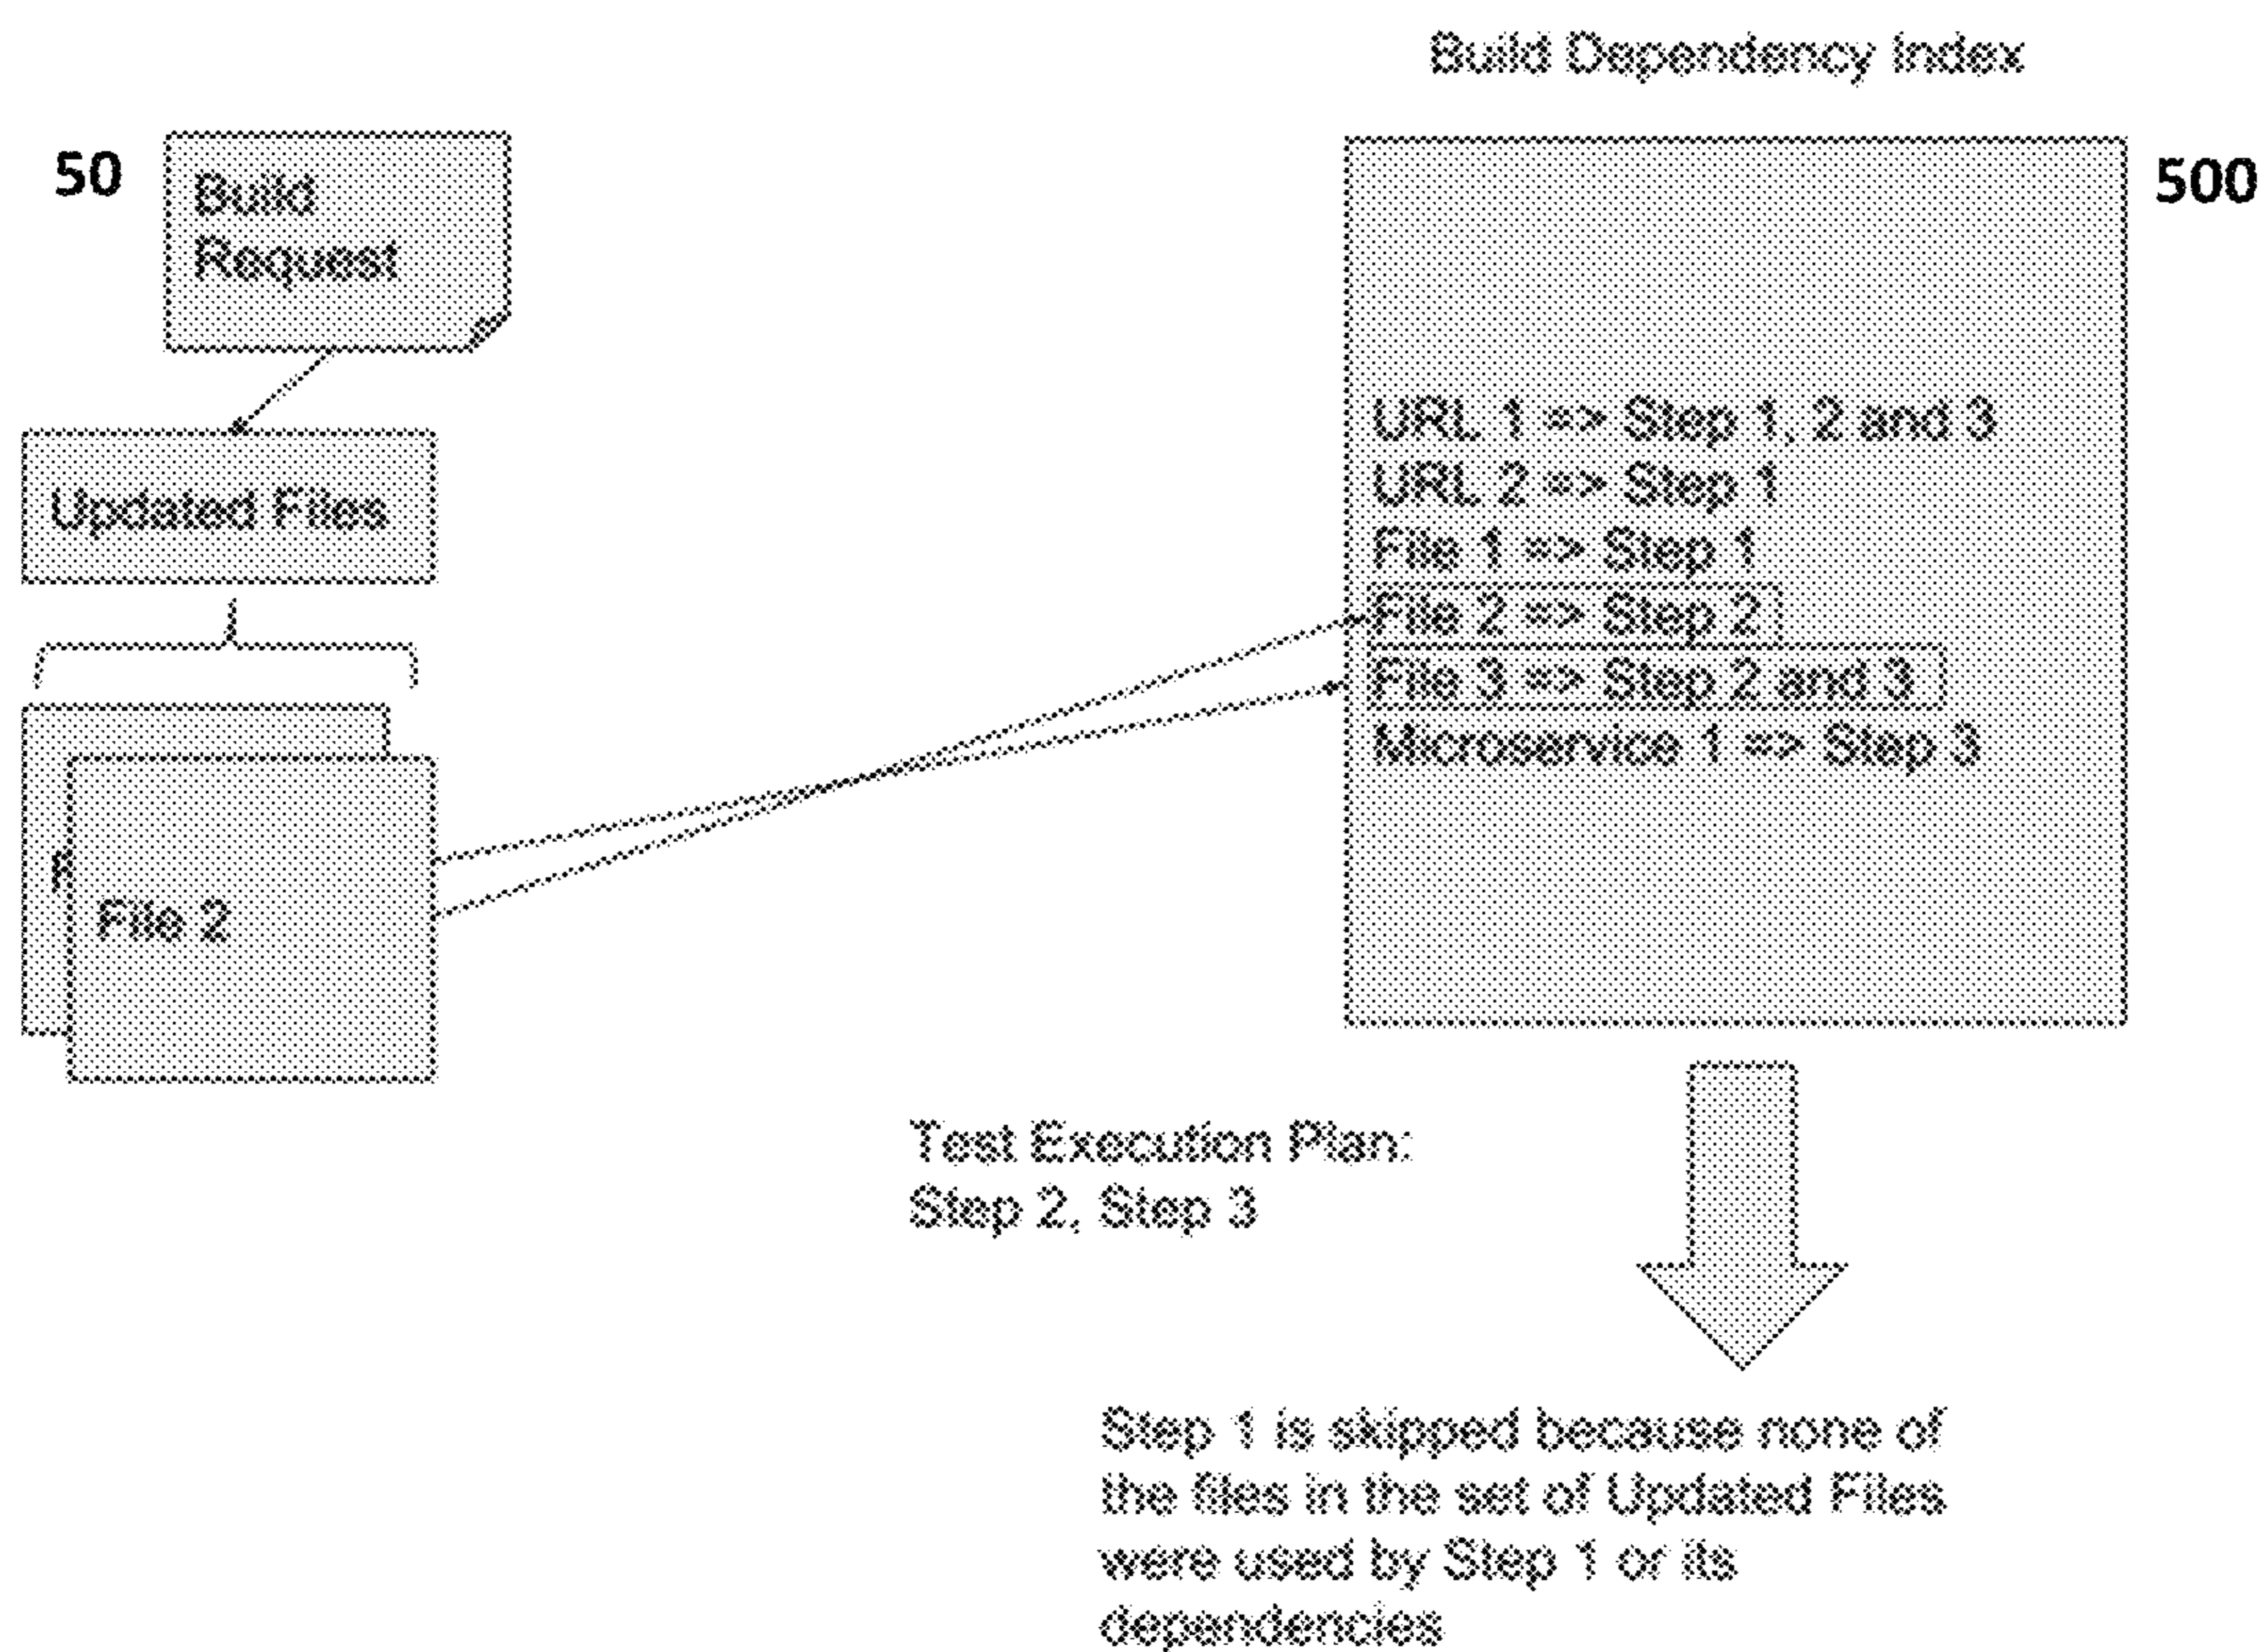 Build Dependency Index
50
Build
Request
500
Updated Files
URL 1 => Step 1, 2 and 3
URL 2 => Step 1
File 1 => Step 1
File 2 => Step 2
File 3 => Step 2 and 3
Microservice 1 => Step 3
File 2
Test Execution Plan:
Step 2, Step 3
Step 1 is skipped because none of
the files in the set of Updated Files
were used by Step 1 or its
dependencies